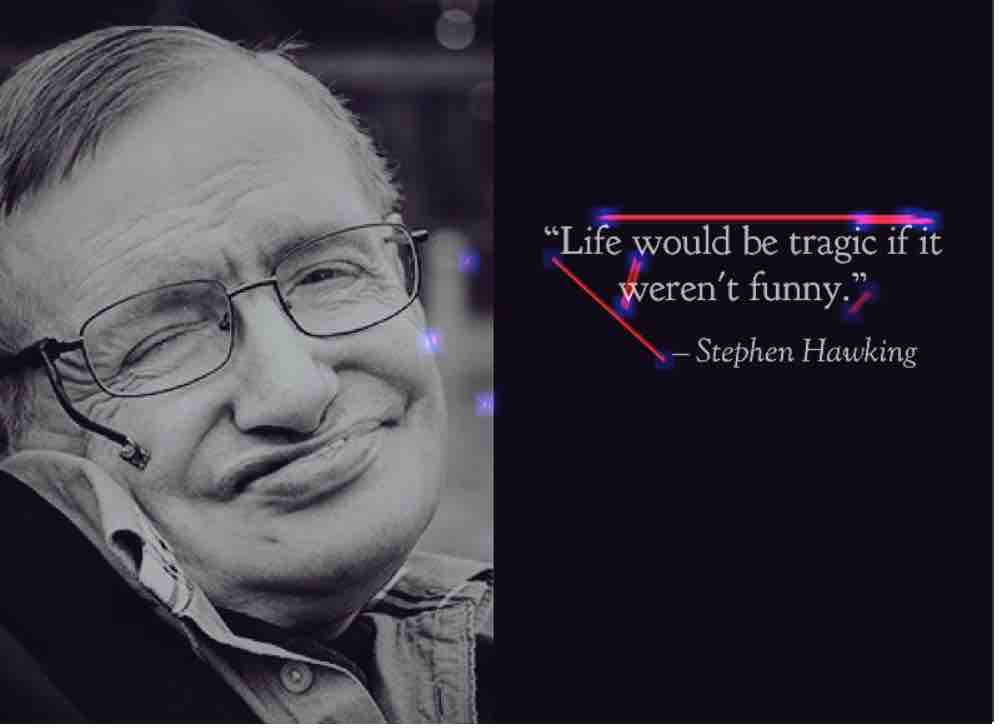 “Life would be tragic if it
weren't funny.”
– Stephen Hawking